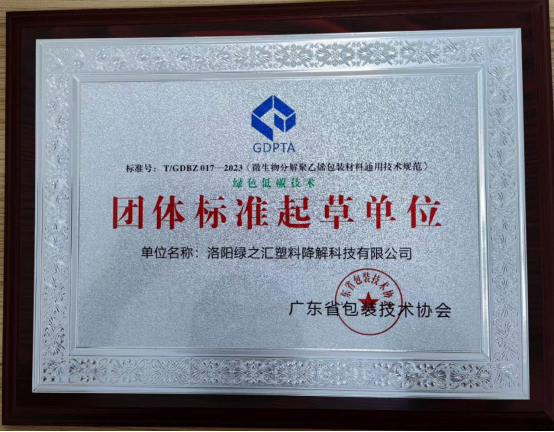 GDPTA
标准号：T/GDBZ 017—2023（微生物分解聚乙烯包装材料通用技术规范）
绿色低碳技术
团体标准起草单位
单位名称：洛阳绿之汇塑料降解科技有限公司
广东省包装技术协会